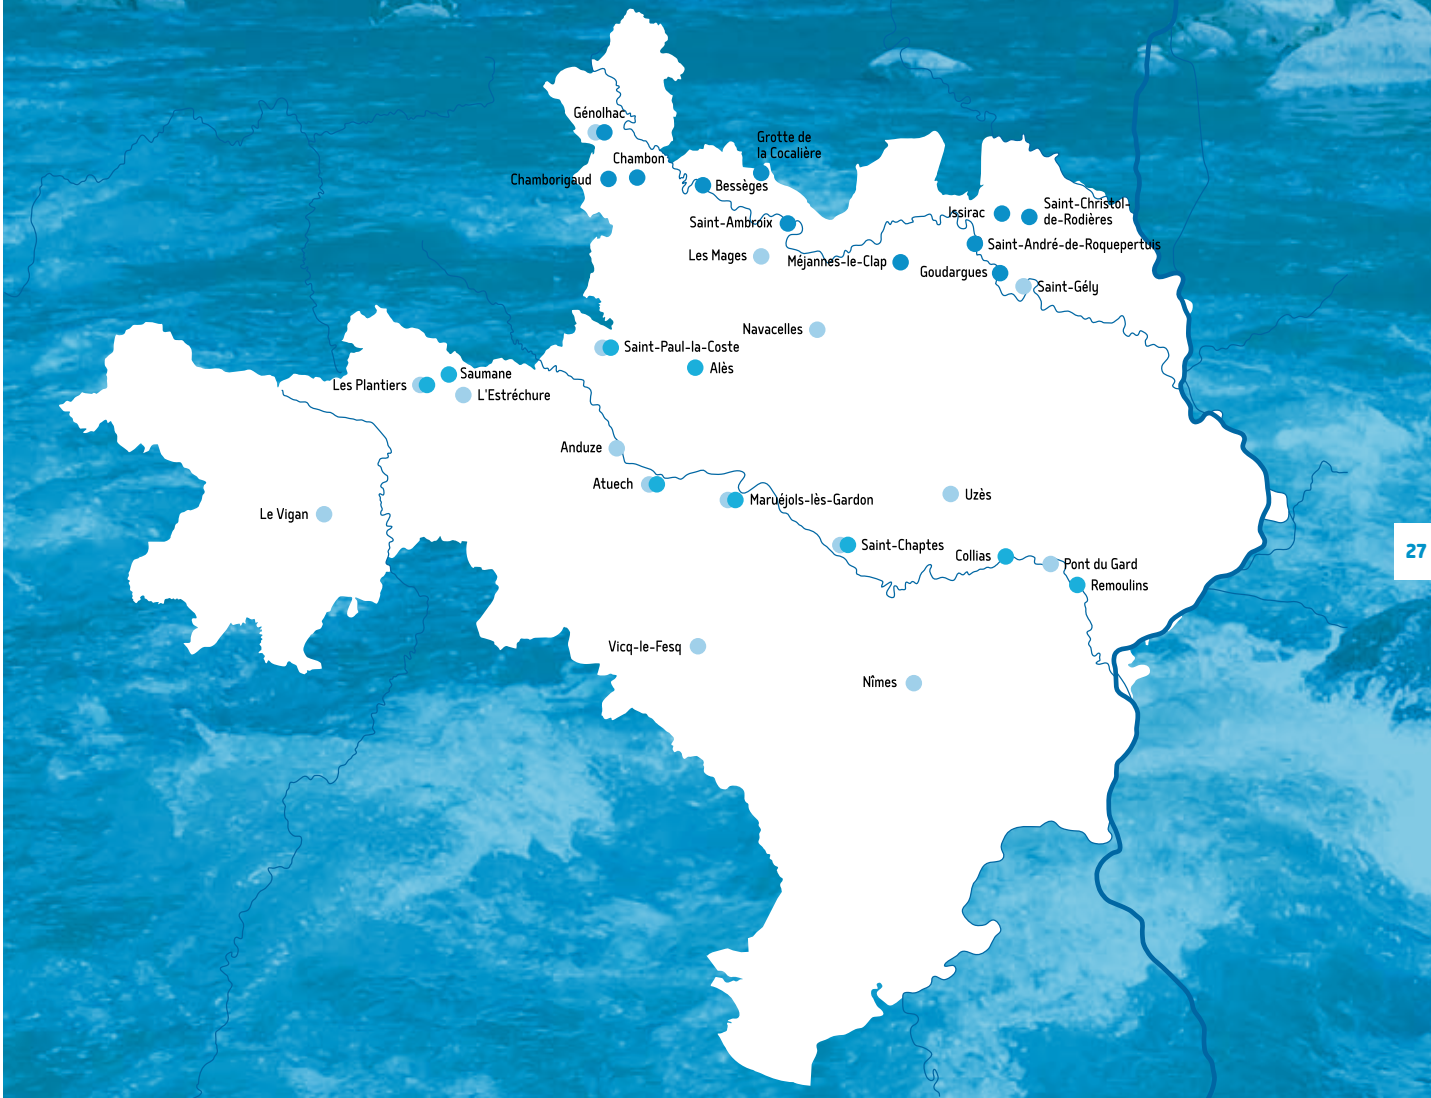 Génolhac
Grotte de
la Cocalière
Chambon
Chamborigaud
Bessèges
Saint-Christol-
de-Rodières
Issirac
Saint-Ambroix
Saint-André-de-Roquepertuis
Les Mages
Méjannes-le-Clap
Goudargues
Saint-Gély
Navacelles
Saint-Paul-la-Coste
Alès
Saumane
Les Plantiers
L'Estréchure
Anduze
Atuech
Uzès
Maruéjols-lès-Gardon
Le Vigan
Saint-Chaptes
Collias
27
Pont du Gard
Remoulins
Vicq-le-Fesq
Nîmes